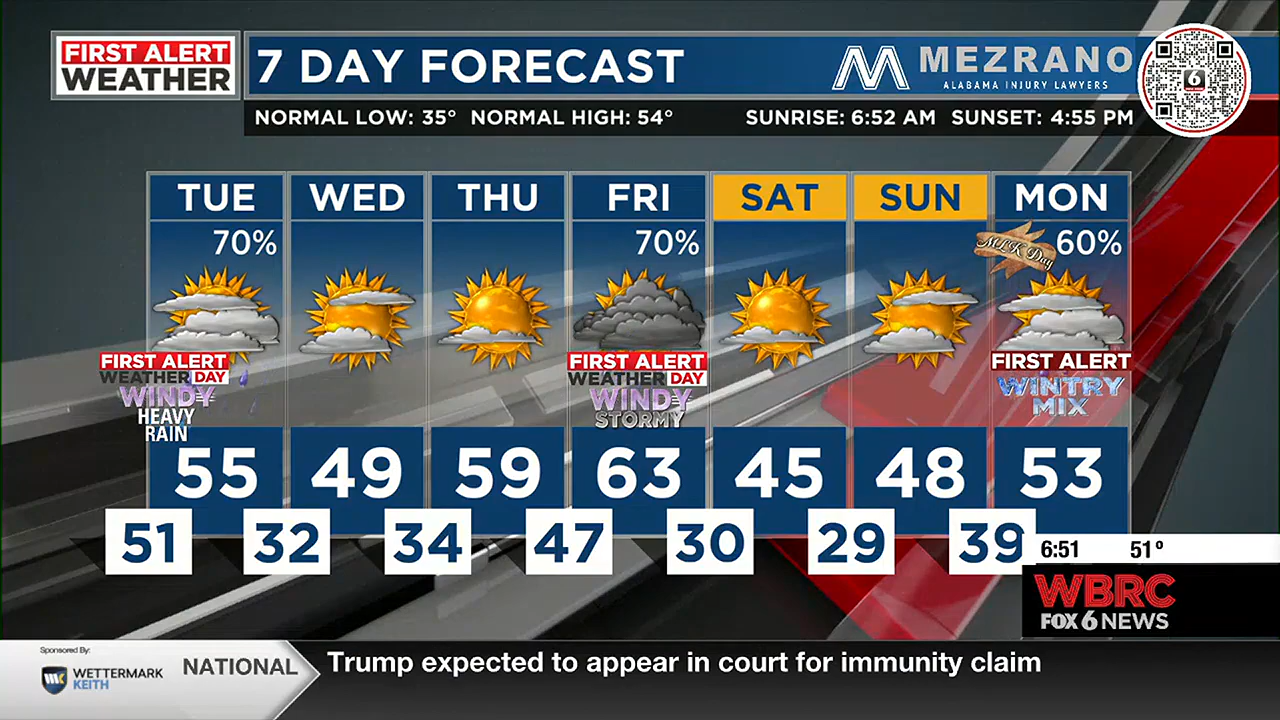 FIRST ALERT
WEATHER
7 DAY FORECAST
MEZRANO
ALABAMA INJURY LAWYERS
6
NORMAL LOW: 35° NORMAL HIGH: 54°
SUNRISE: 6:52 AM SUNSET: 4:55 PM
TUE WED THU FRI SAT SUN MON
70% 70% MLK Day 60%
FIRST ALERT
WEATHER DAY
WINDY
HEAVY
RAIN
FIRST ALERT
WEATHER DAY
WINDY
STORMY
FIRST ALERT
WINTRY
MIX
55 49 59 63 45 48 53
51 32 34 47 30 29 39
6:51 51°
WBRC
FOX 6 NEWS
Sponsored By:
WETTERMARK
KEITH
NATIONAL
Trump expected to appear in court for immunity claim